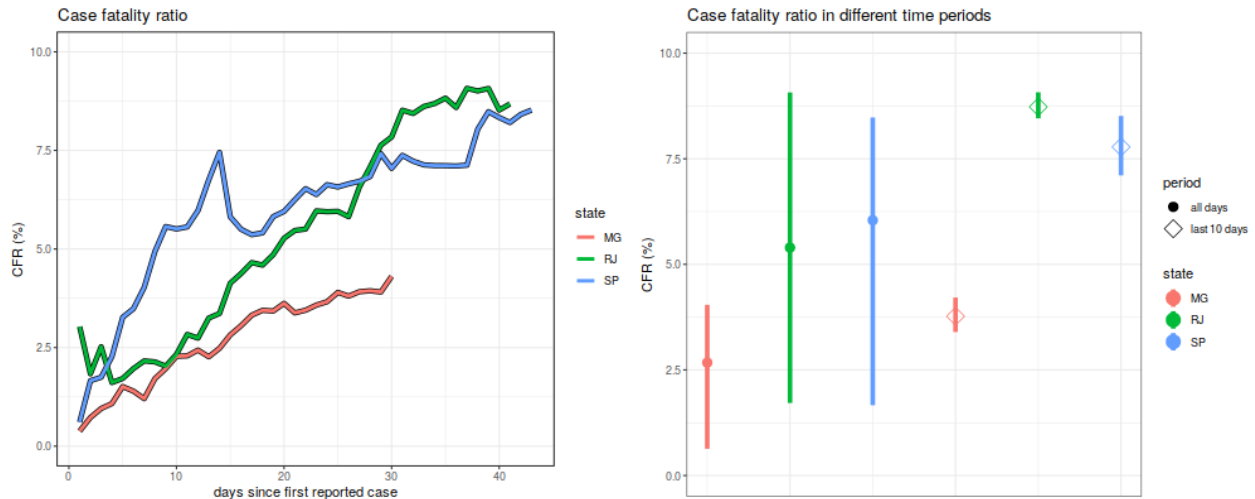 Case fatality ratio
CFR (%)
10.0
7.5
5.0
2.5
0.0
0
10
20
30
40
days since first reported case
state
MG
RJ
SP
Case fatality ratio in different time periods
CFR (%)
10.0
7.5
5.0
2.5
0.0
period
all days
last 10 days
state
MG
RJ
SP